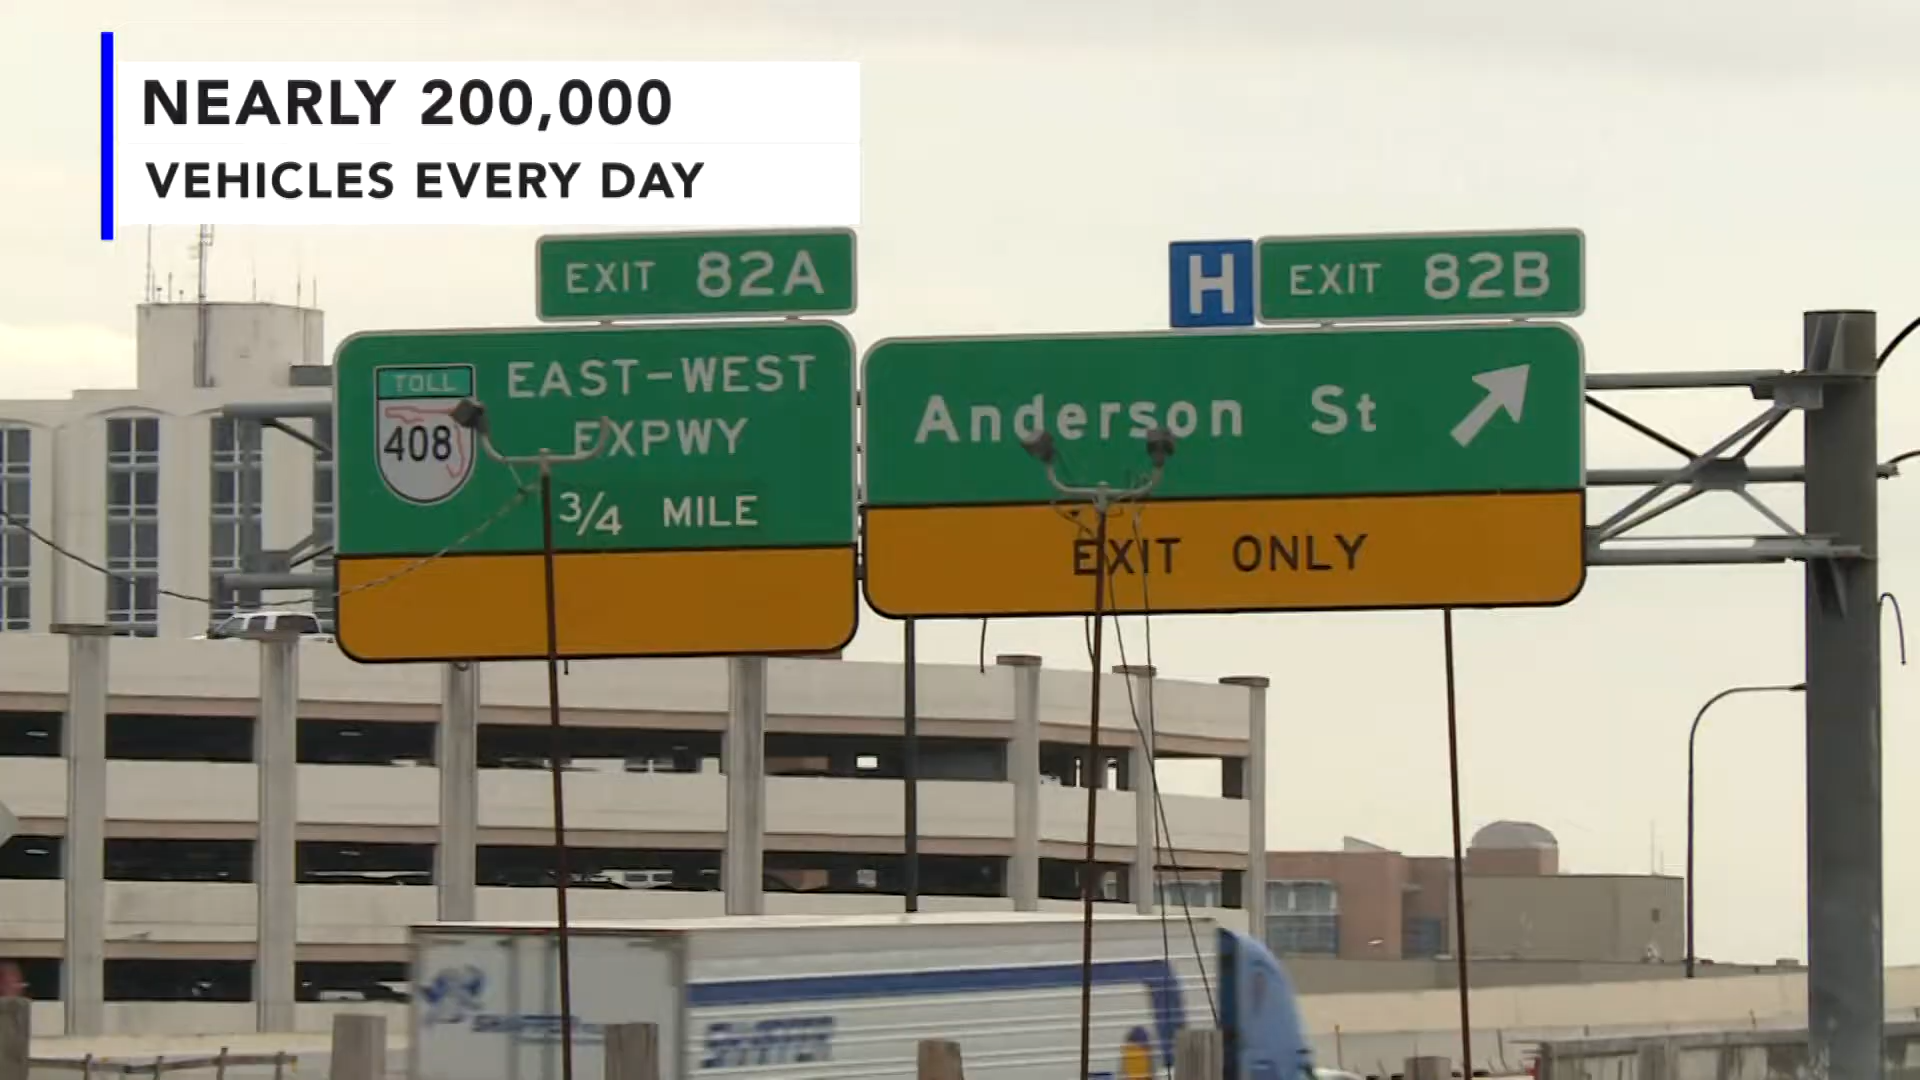 NEARLY 200,000
VEHICLES EVERY DAY
EXIT 82A
TOLL
408
EAST-WEST
EXPWY
3/4 MILE
H
EXIT 82B
Anderson St
EXIT ONLY